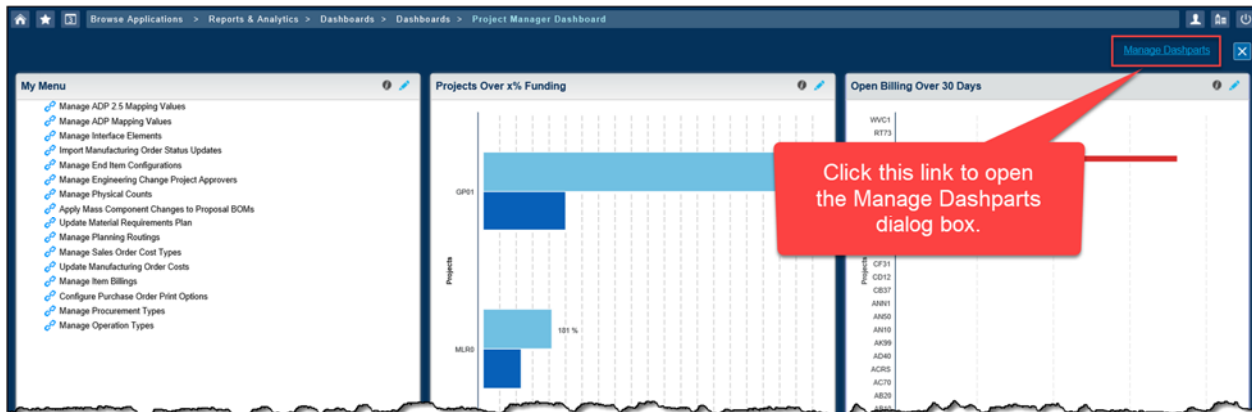 Browse Applications > Reports & Analytics > Dashboards > Dashboards > Project Manager Dashboard
Manage Dashparts
My Menu
Manage ADP 2.5 Mapping Values
Manage ADP Mapping Values
Manage Interface Elements
Import Manufacturing Order Status Updates
Manage End Item Configurations
Manage Engineering Change Project Approvers
Manage Physical Counts
Apply Mass Component Changes to Proposal BOMs
Update Material Requirements Plan
Manage Planning Routings
Manage Sales Order Cost Types
Update Manufacturing Order Costs
Manage Item Billings
Configure Purchase Order Print Options
Manage Procurement Types
Manage Operation Types
Projects Over x% Funding
GP01
Projects
MLR0
101 %
Open Billing Over 30 Days
WVC1
RT73
Click this link to open
the Manage Dashparts
dialog box.
Projects
CF31
CD12
CB37
ANN1
AN50
AN10
AK99
AD40
ACRS
AC70
AB20